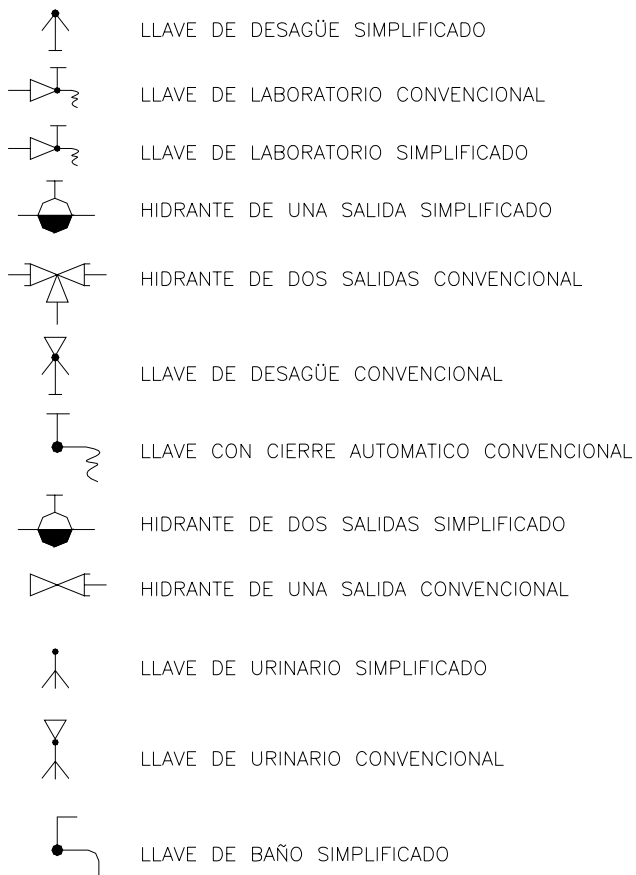 LLAVE DE DESAGÜE SIMPLIFICADO
LLAVE DE LABORATORIO CONVENCIONAL
LLAVE DE LABORATORIO SIMPLIFICADO
HIDRANTE DE UNA SALIDA SIMPLIFICADO
HIDRANTE DE DOS SALIDAS CONVENCIONAL
LLAVE DE DESAGÜE CONVENCIONAL
LLAVE CON CIERRE AUTOMATICO CONVENCIONAL
HIDRANTE DE DOS SALIDAS SIMPLIFICADO
HIDRANTE DE UNA SALIDA CONVENCIONAL
LLAVE DE URINARIO SIMPLIFICADO
LLAVE DE URINARIO CONVENCIONAL
LLAVE DE BAÑO SIMPLIFICADO